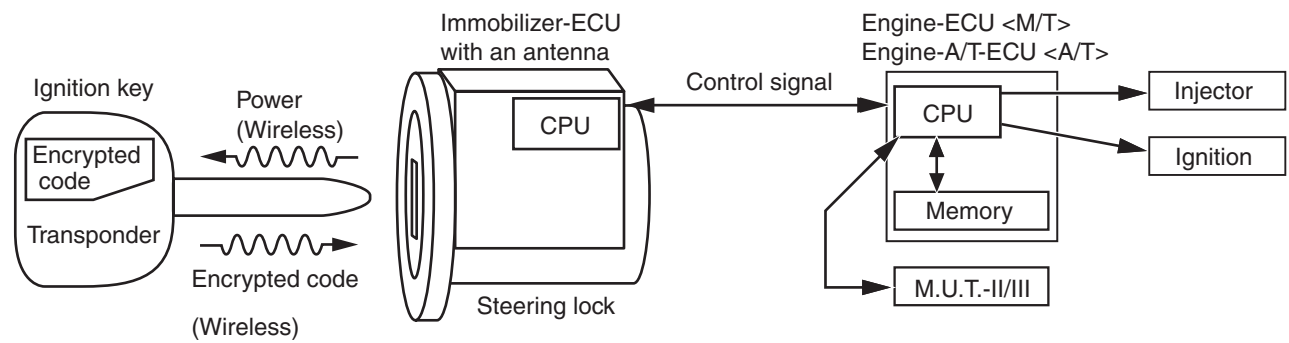 Immobilizer-ECU
with an antenna
Engine-ECU <M/T>
Engine-A/T-ECU <A/T>
Ignition key
Power
(Wireless)
Control signal
CPU
CPU
Injector
Encrypted
code
Ignition
Transponder
Memory
Encrypted code
(Wireless)
Steering lock
M.U.T.-II/III